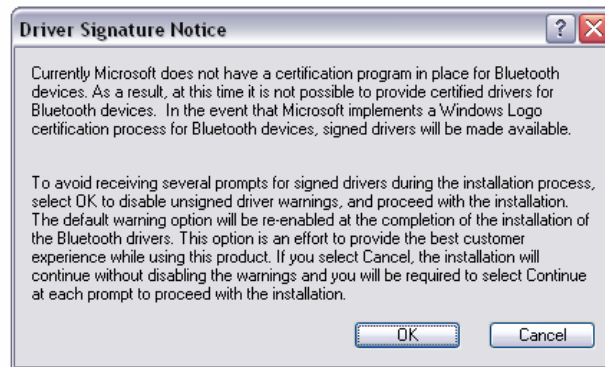 Driver Signature Notice
Currently Microsoft does not have a certification program in place for Bluetooth
devices. As a result, at this time it is not possible to provide certified drivers for
Bluetooth devices.  In the event that Microsoft implements a Windows Logo
certification process for Bluetooth devices, signed drivers will be made available.
To avoid receiving several prompts for signed drivers during the installation process,
select OK to disable unsigned driver warnings, and proceed with the installation.
The default warning option will be re-enabled at the completion of the installation of
the Bluetooth drivers. This option is an effort to provide the best customer
experience while using this product. If you select Cancel, the installation will
continue without disabling the warnings and you will be required to select Continue
at each prompt to proceed with the installation.
OK Cancel